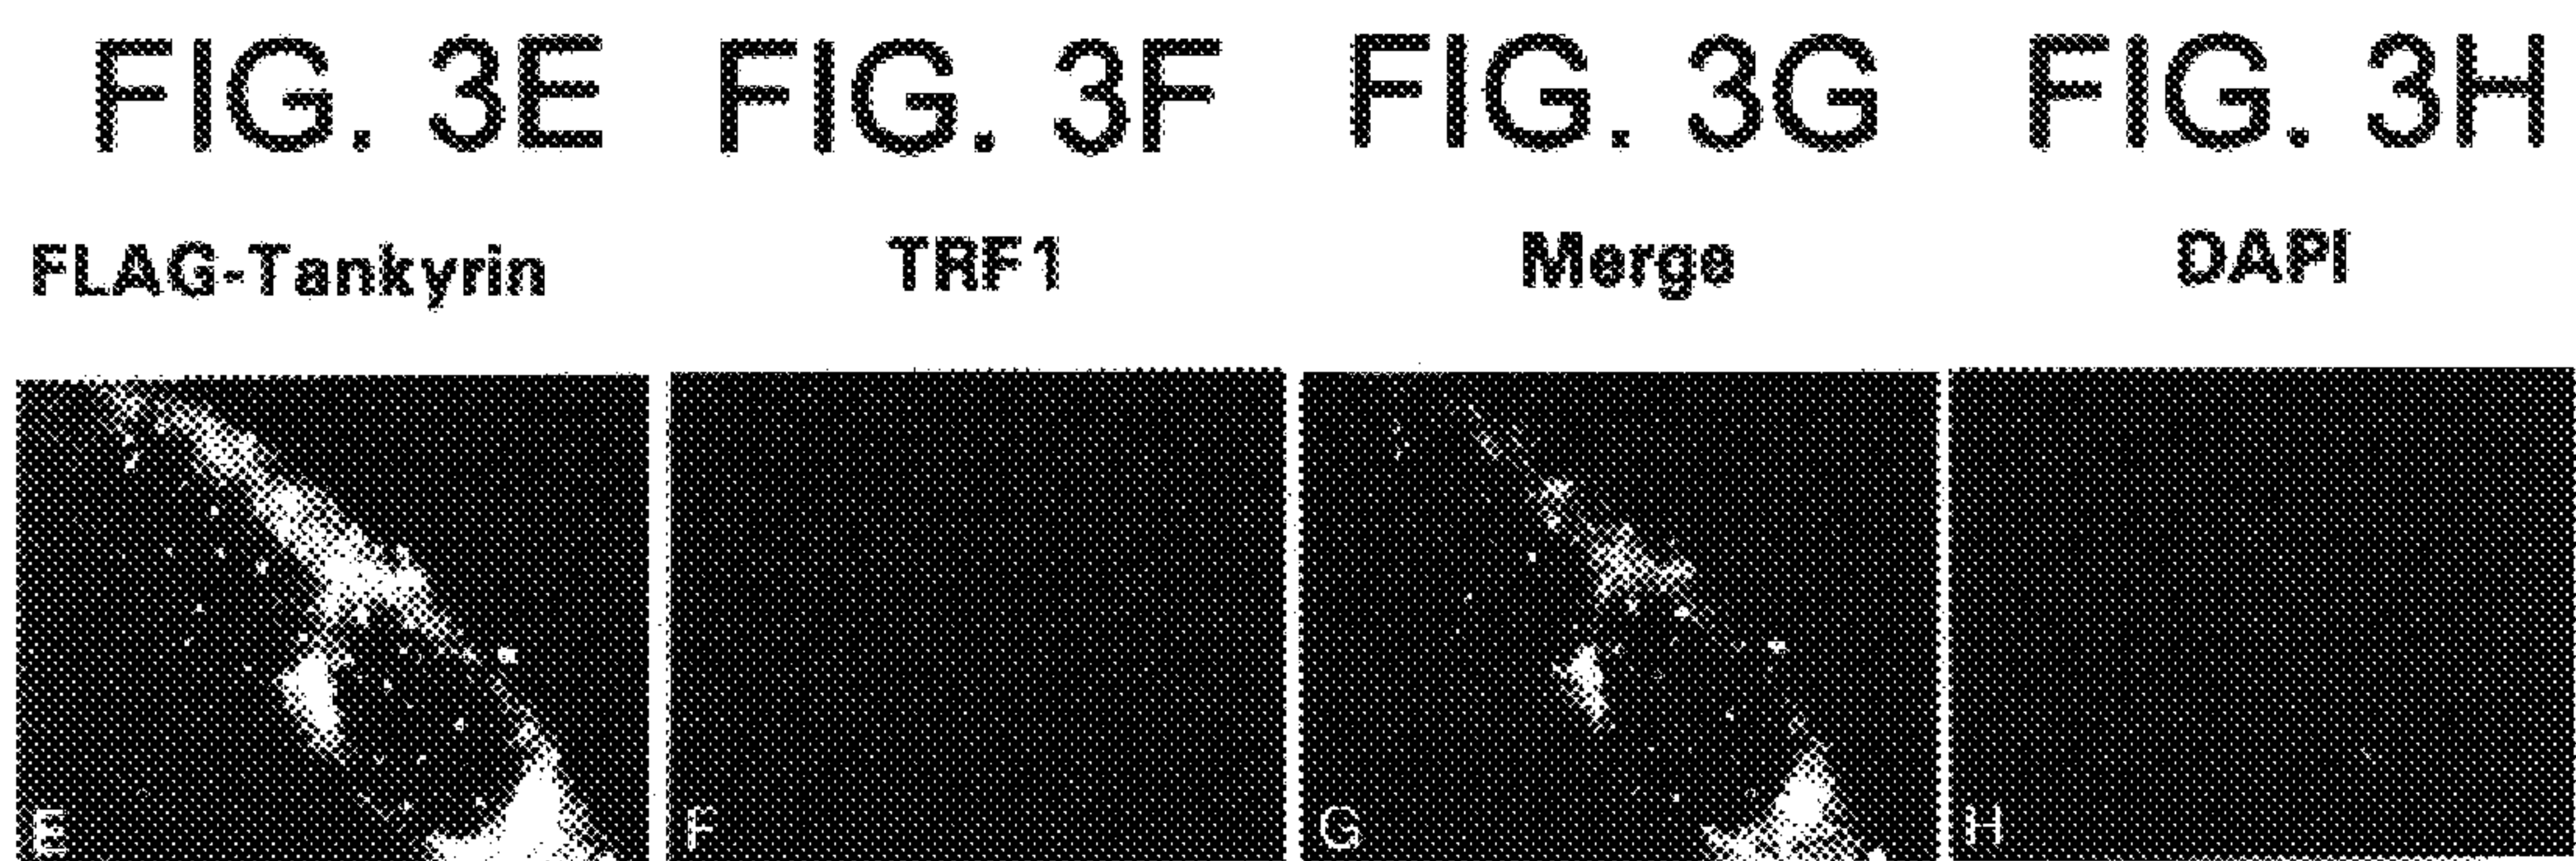 FIG. 3E FIG. 3F FIG. 3G FIG. 3H
FLAG-Tankyrin TRF1 Merge DAPI
E F G H